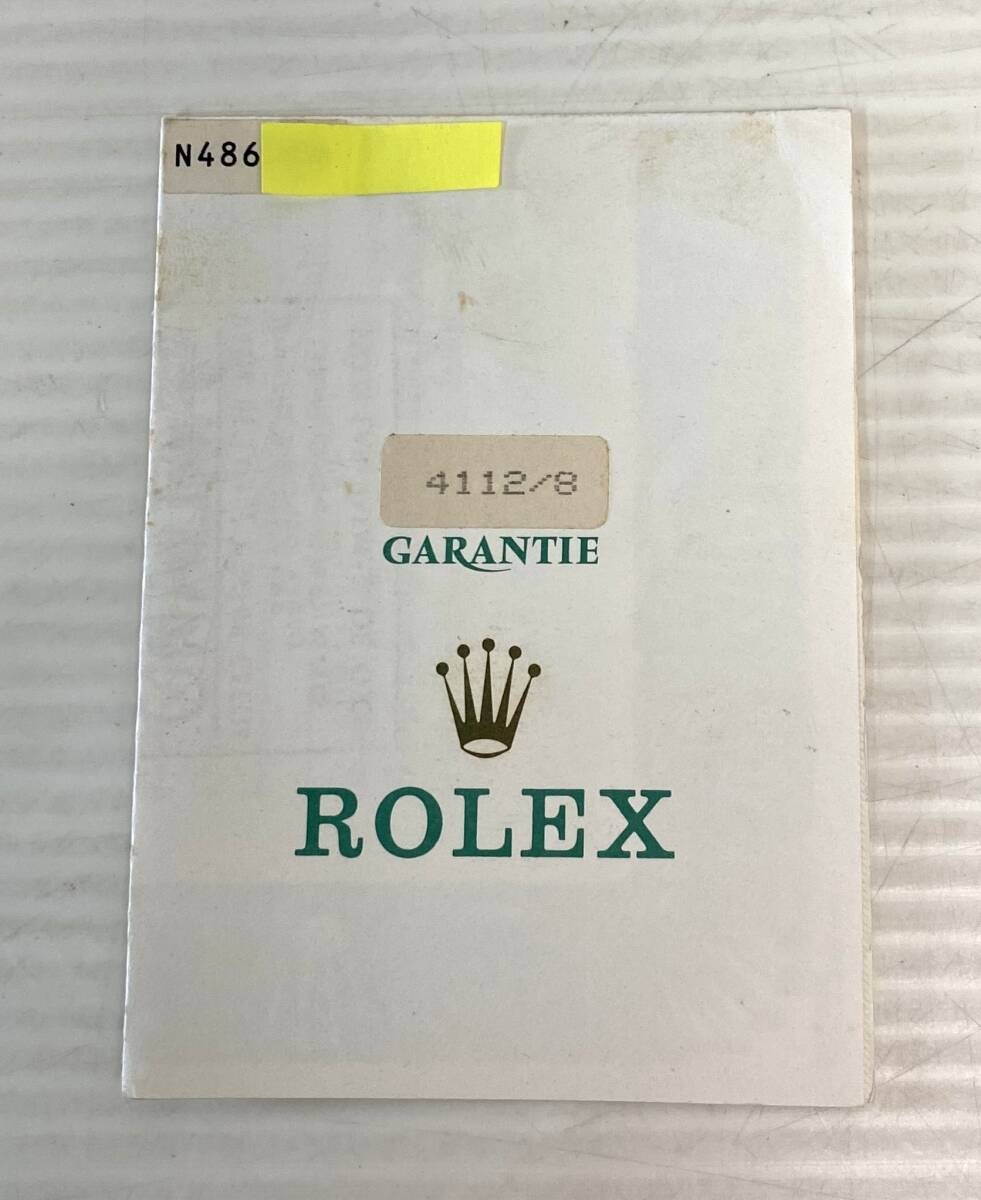 N486
4112/8
GARANTIE
ROLEX